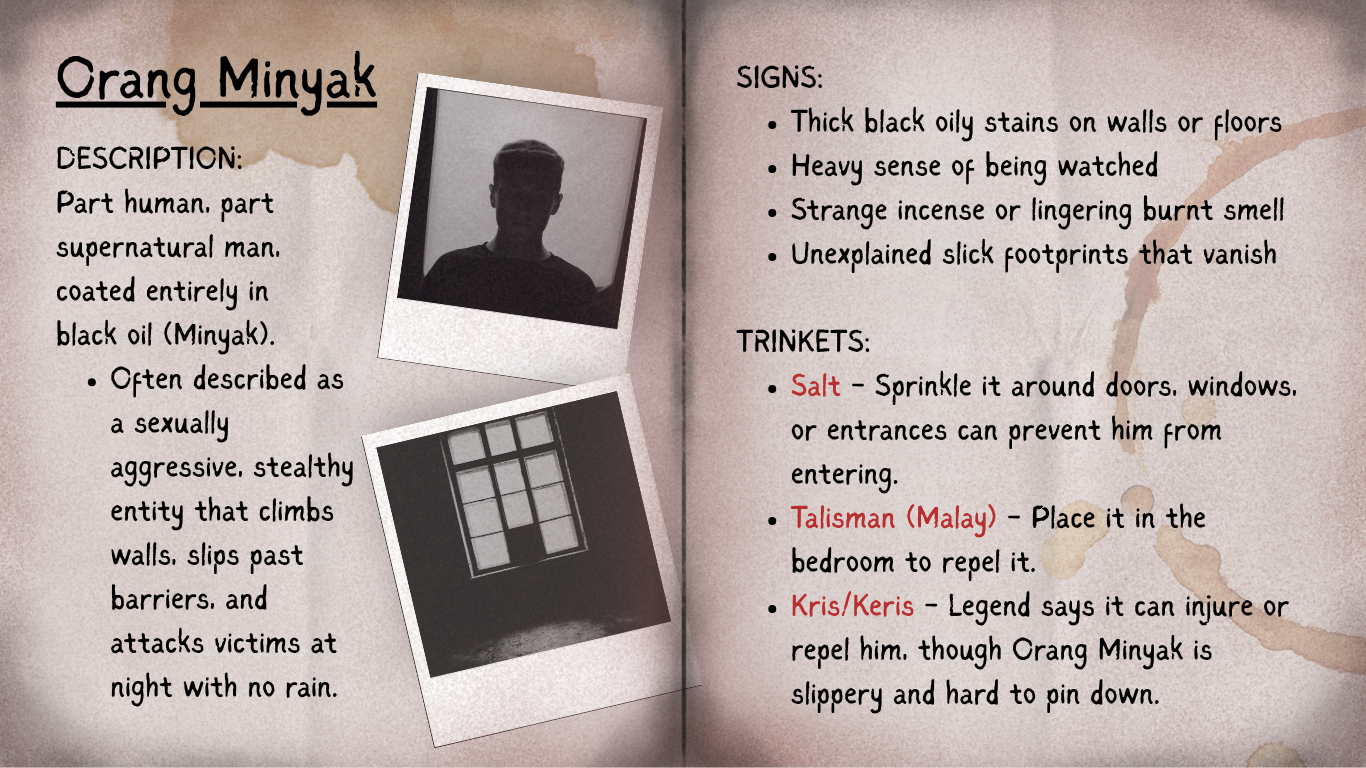 Orang Minyak
DESCRIPTION:
Part human, part
supernatural man,
coated entirely in
black oil (Minyak).
• Often described as
a sexually
aggressive, stealthy
entity that climbs
walls, slips past
barriers, and
attacks victims at
night with no rain.
SIGNS:
• Thick black oily stains on walls or floors
• Heavy sense of being watched
• Strange incense or lingering burnt smell
• Unexplained slick footprints that vanish
TRINKETS:
• Salt – Sprinkle it around doors, windows,
or entrances can prevent him from
entering.
• Talisman (Malay) – Place it in the
bedroom to repel it.
• Kris/Keris – Legend says it can injure or
repel him, though Orang Minyak is
slippery and hard to pin down.